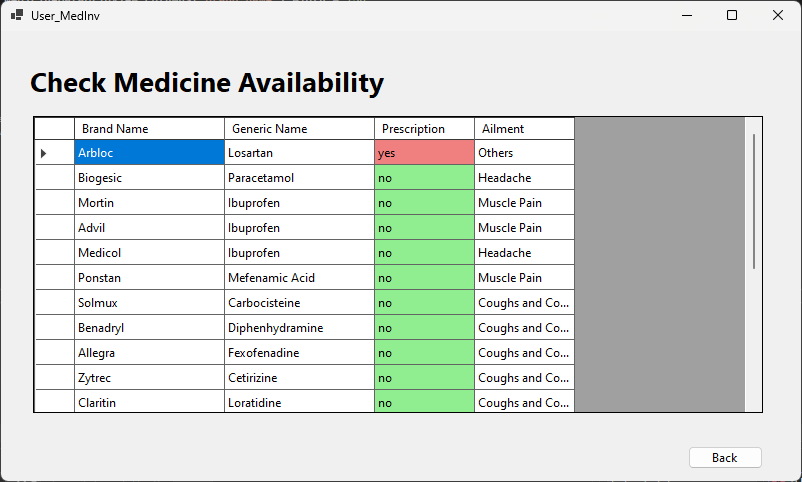 User_MedInv
Check Medicine Availability
Brand Name Generic Name Prescription Ailment
Arbloc Losartan yes Others
Biogesic Paracetamol no Headache
Mortin Ibuprofen no Muscle Pain
Advil Ibuprofen no Muscle Pain
Medicol Ibuprofen no Headache
Ponstan Mefenamic Acid no Muscle Pain
Solmux Carbocisteine no Coughs and Co...
Benadryl Diphenhydramine no Coughs and Co...
Allegra Fexofenadine no Coughs and Co...
Zytrec Cetirizine no Coughs and Co...
Claritin Loratidine no Coughs and Co...
Back